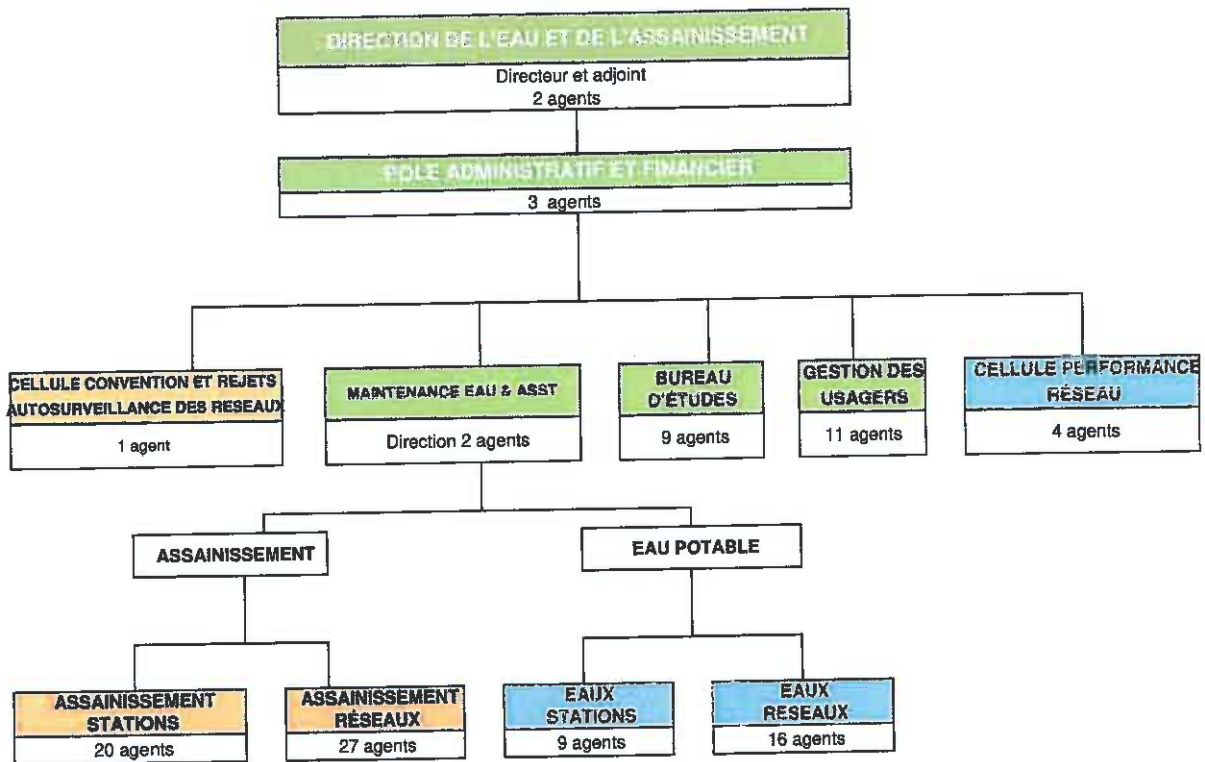 DIRECTION DE L'EAU ET DE L'ASSAINISSEMENT
Directeur et adjoint
2 agents
POLE ADMINISTRATIF ET FINANCIER
3 agents
CELLULE CONVENTION ET REJETS
AUTOSURVEILLANCE DES RESEAUX
1 agent
MAINTENANCE EAU & ASST
Direction 2 agents
BUREAU
D'ÉTUDES
9 agents
GESTION DES
USAGERS
11 agents
CELLULE PERFORMANCE
RÉSEAU
4 agents
ASSAINISSEMENT
EAU POTABLE
ASSAINISSEMENT
STATIONS
20 agents
ASSAINISSEMENT
RÉSEAUX
27 agents
EAUX
STATIONS
9 agents
EAUX
RESEAUX
16 agents